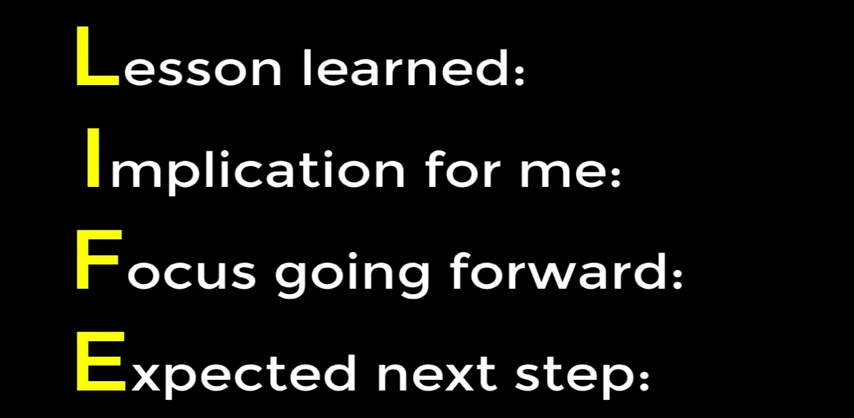 Lesson learned:
Implication for me:
Focus going forward:
Expected next step: